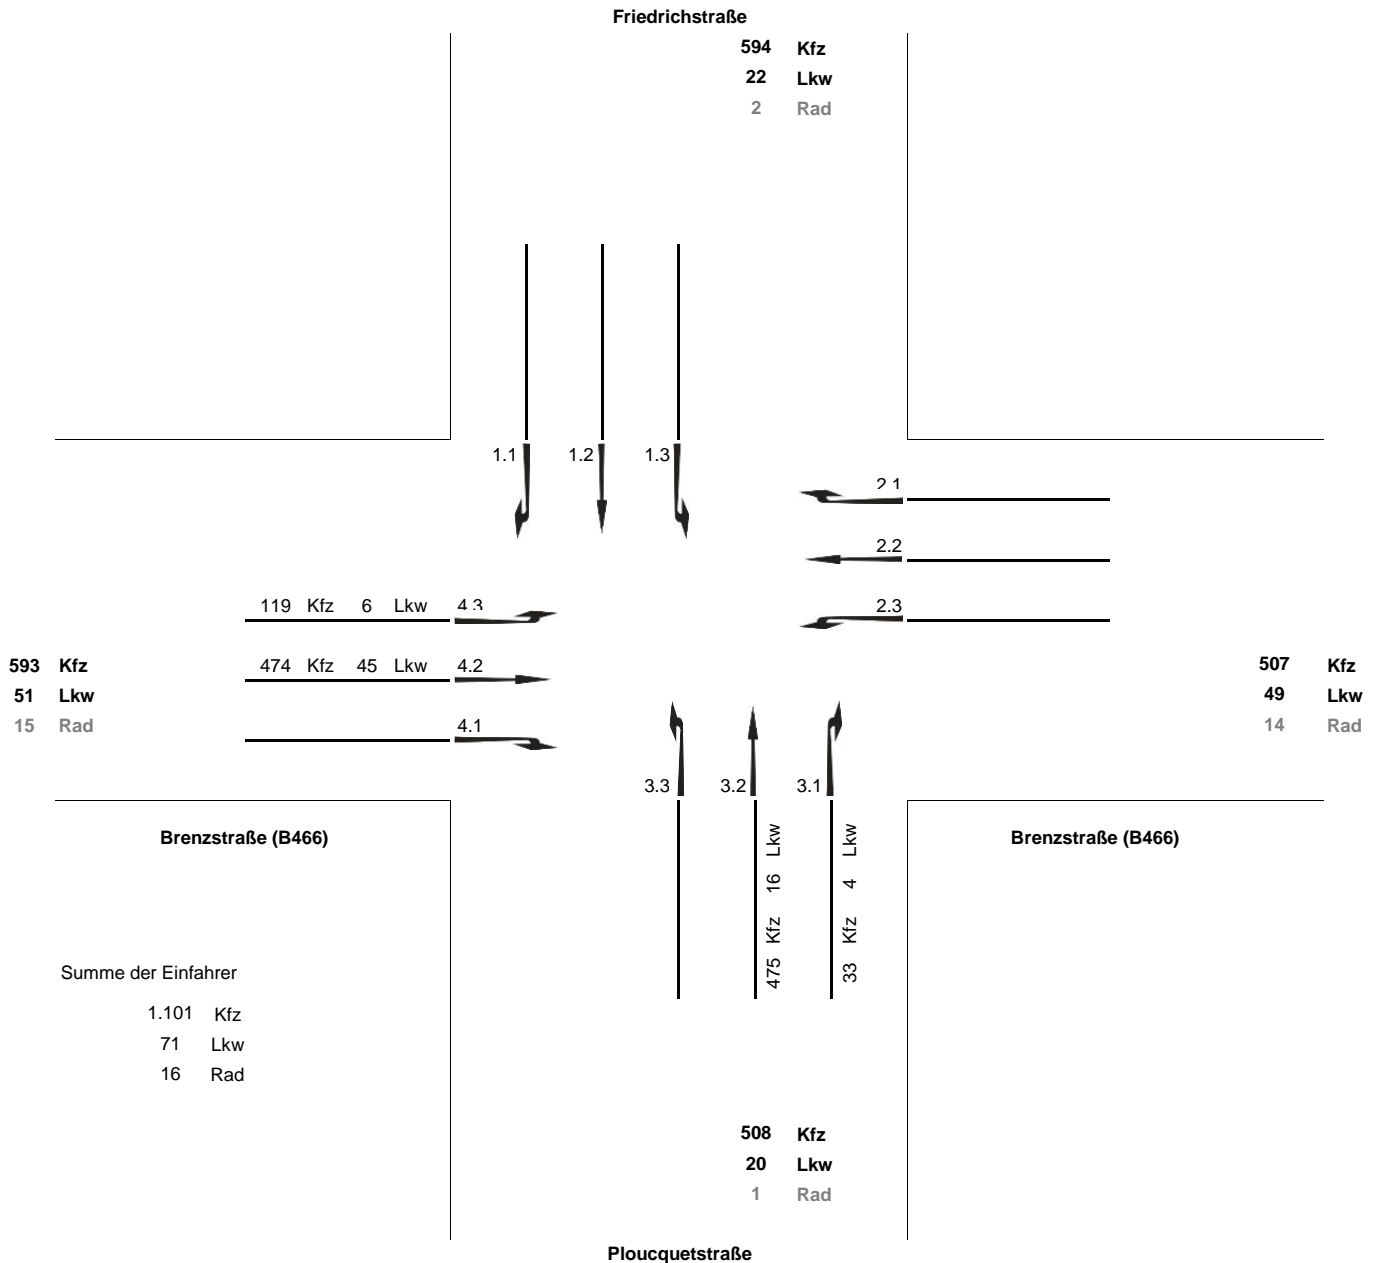 Friedrichstraße
594 Kfz
22 Lkw
2 Rad
1.1 1.2 1.3
2.1
2.2
2.3
119 Kfz 6 Lkw 4.3
474 Kfz 45 Lkw 4.2
4.1
593 Kfz
51 Lkw
15 Rad
507 Kfz
49 Lkw
14 Rad
3.3 3.2 3.1
475 Kfz 16 Lkw
33 Kfz 4 Lkw
Brenzstraße (B466)
Brenzstraße (B466)
Summe der Einfahrer
1.101 Kfz
71 Lkw
16 Rad
508 Kfz
20 Lkw
1 Rad
Ploucquetstraße